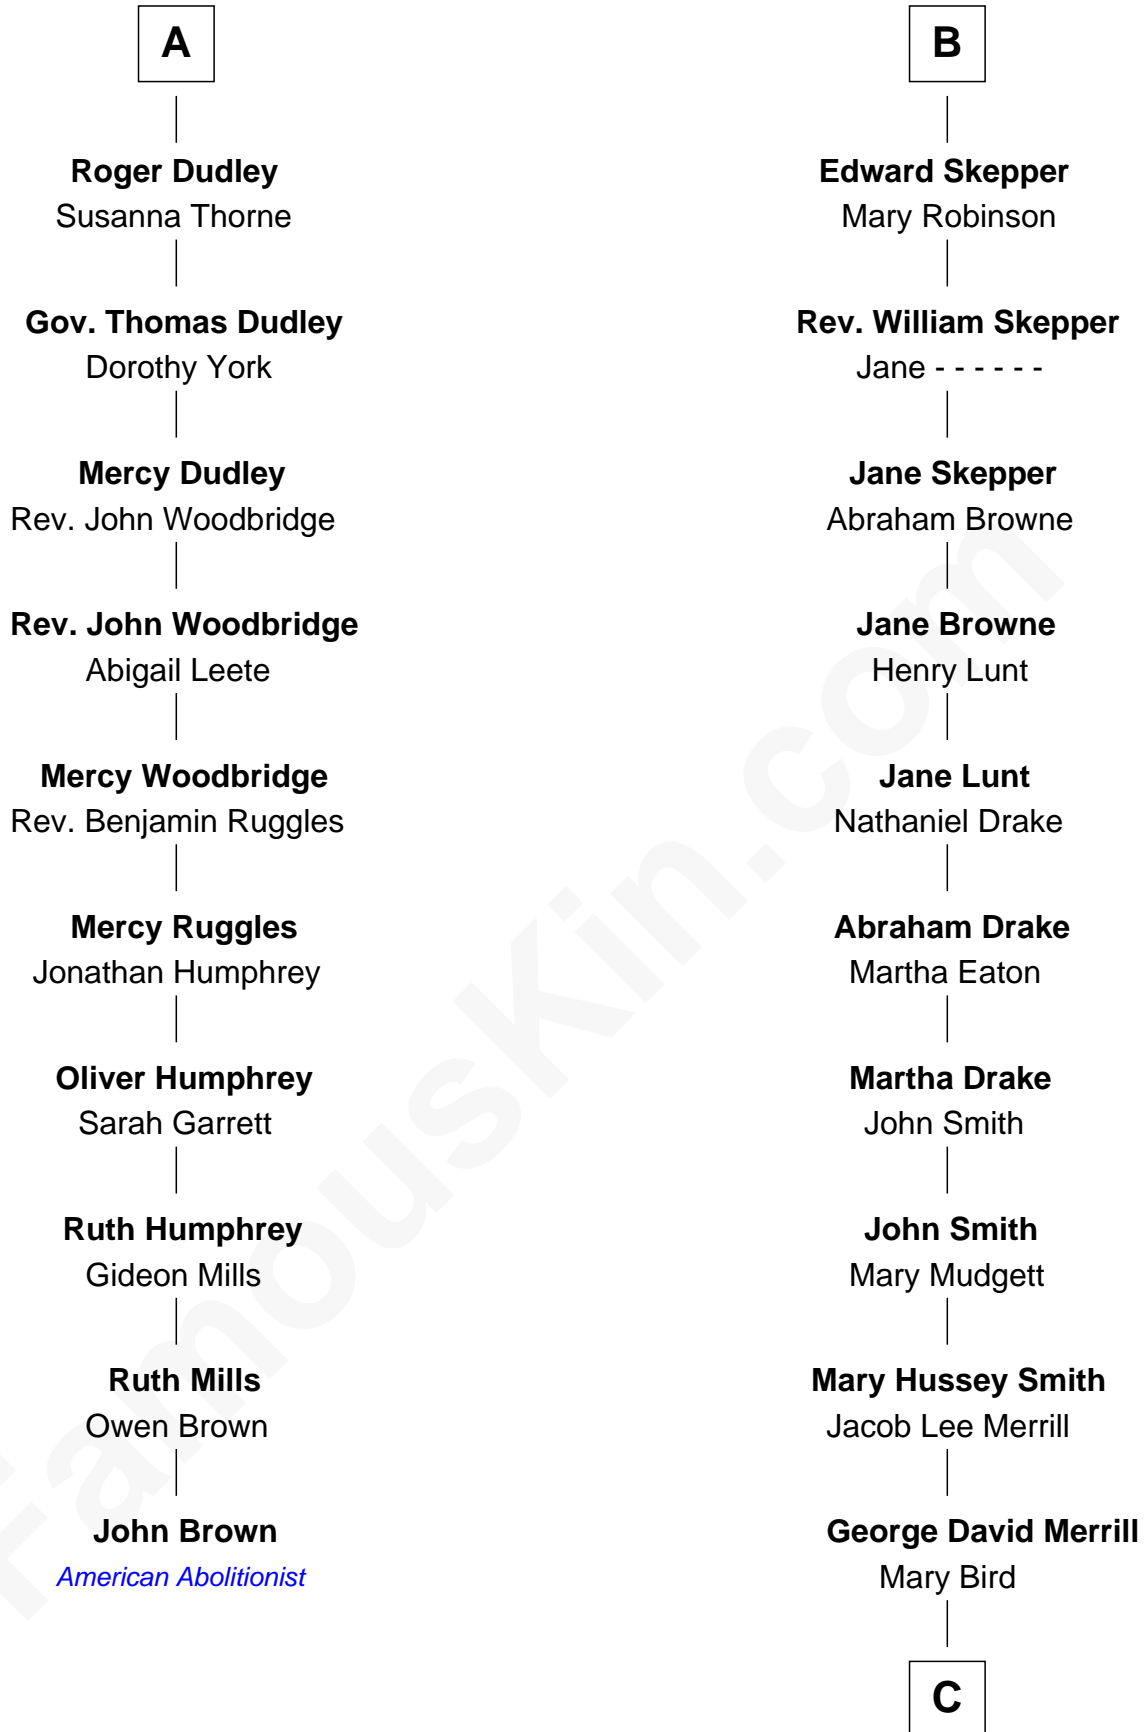 A
Roger Dudley
Susanna Thorne
Gov. Thomas Dudley
Dorothy York
Mercy Dudley
Rev. John Woodbridge
Rev. John Woodbridge
Abigail Leete
Mercy Woodbridge
Rev. Benjamin Ruggles
Mercy Ruggles
Jonathan Humphrey
Oliver Humphrey
Sarah Garrett
Ruth Humphrey
Gideon Mills
Ruth Mills
Owen Brown
John Brown
American Abolitionist
B
Edward Skepper
Mary Robinson
Rev. William Skepper
Jane - - - - - -
Jane Skepper
Abraham Browne
Jane Browne
Henry Lunt
Jane Lunt
Nathaniel Drake
Abraham Drake
Martha Eaton
Martha Drake
John Smith
John Smith
Mary Mudgett
Mary Hussey Smith
Jacob Lee Merrill
George David Merrill
Mary Bird
C
FamousKin.com